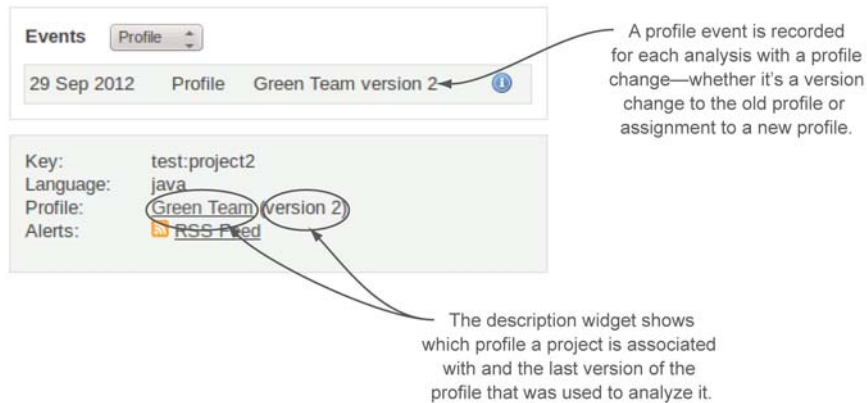 Events Profile
29 Sep 2012 Profile Green Team version 2
A profile event is recorded
for each analysis with a profile
change—whether it's a version
change to the old profile or
assignment to a new profile.
Key: test:project2
Language: java
Profile: Green Team (version 2)
Alerts: RSS Feed
The description widget shows
which profile a project is associated
with and the last version of the
profile that was used to analyze it.